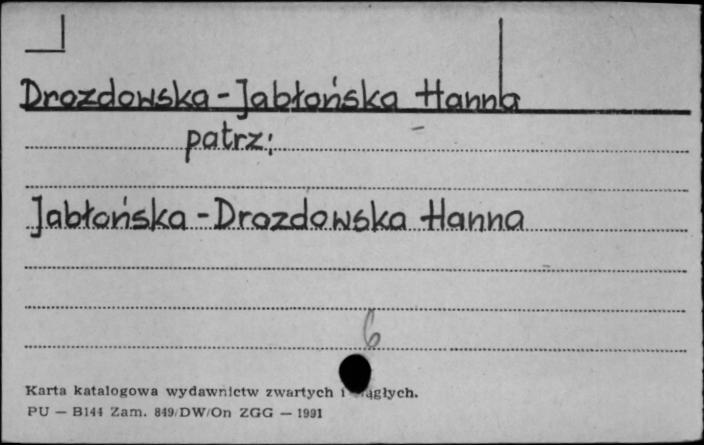 Drozdowska-Jabłońska Hanna
patrz:
Jabłońska-Drozdowska Hanna
6
Karta katalogowa wydawnictw zwartych i ągłych.
PU — B144 Zam. 849/DW/On ZGG — 1991